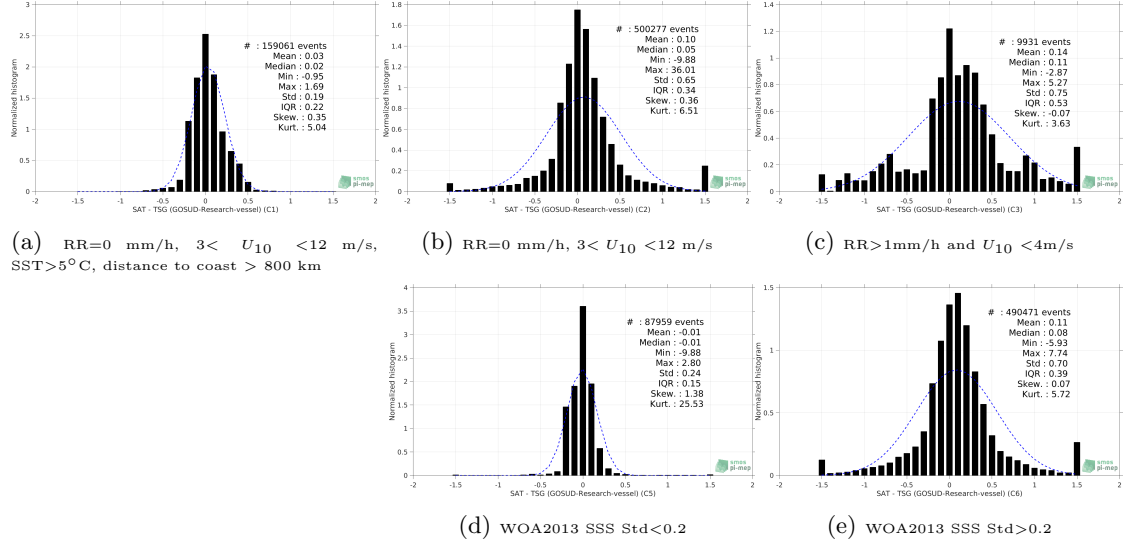 3
2.5
2
1.5
1
0.5
0
-2 -1.5 -1 -0.5 0 0.5 1 1.5 2
Normalized histogram
SAT - TSG (GOSUD-Research-vessel) (C1)
# : 159061 events
Mean : 0.03
Median : 0.02
Min : -0.95
Max : 1.69
Std : 0.19
IQR : 0.22
Skew. : 0.35
Kurt. : 5.04
smos
pi-mep
(a) RR=0 mm/h, 3< U10 <12 m/s,
SST>5°C, distance to coast > 800 km
1.8
1.6
1.4
1.2
1
0.8
0.6
0.4
0.2
0
-2 -1.5 -1 -0.5 0 0.5 1 1.5 2
Normalized histogram
SAT - TSG (GOSUD-Research-vessel) (C2)
# : 500277 events
Mean : 0.10
Median : 0.05
Min : -9.88
Max : 36.01
Std : 0.65
IQR : 0.34
Skew. : 0.36
Kurt. : 6.51
smos
pi-mep
(b) RR=0 mm/h, 3< U10 <12 m/s
1.4
1.2
1
0.8
0.6
0.4
0.2
0
-2 -1.5 -1 -0.5 0 0.5 1 1.5 2
Normalized histogram
SAT - TSG (GOSUD-Research-vessel) (C3)
# : 9931 events
Mean : 0.14
Median : 0.11
Min : -2.87
Max : 5.27
Std : 0.75
IQR : 0.53
Skew. : -0.07
Kurt. : 3.63
smos
pi-mep
(c) RR>1mm/h and U10 <4m/s
4
3.5
3
2.5
2
1.5
1
0.5
0
-2 -1.5 -1 -0.5 0 0.5 1 1.5 2
Normalized histogram
SAT - TSG (GOSUD-Research-vessel) (C5)
# : 87959 events
Mean : -0.01
Median : -0.01
Min : -9.88
Max : 2.80
Std : 0.24
IQR : 0.15
Skew. : 1.38
Kurt. : 25.53
smos
pi-mep
(d) WOA2013 SSS Std<0.2
1.5
1
0.5
0
-2 -1.5 -1 -0.5 0 0.5 1 1.5 2
Normalized histogram
SAT - TSG (GOSUD-Research-vessel) (C6)
# : 490471 events
Mean : 0.11
Median : 0.08
Min : -5.93
Max : 7.74
Std : 0.70
IQR : 0.39
Skew. : 0.07
Kurt. : 5.72
smos
pi-mep
(e) WOA2013 SSS Std>0.2